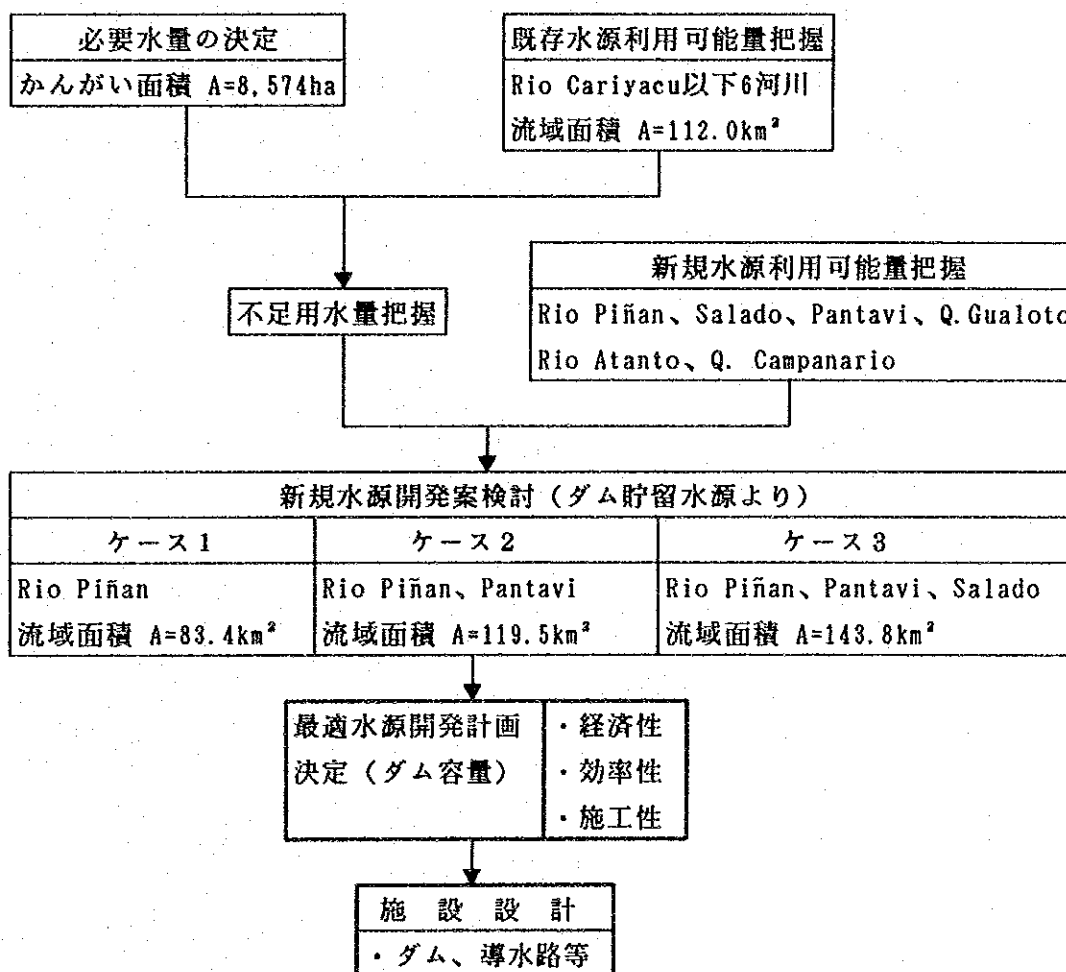 必要水量の決定
かんがい面積 A=8,574ha
既存水源利用可能量把握
Rio Cariyacu以下6河川
流域面積 A=112.0km²
不足用水量把握
新規水源利用可能量把握
Rio Piñan、Salado、Pantavi、Q.Gualoto
Rio Atanto、Q. Campanario
新規水源開発案検討（ダム貯留水源より）
ケース1
ケース2
ケース3
Rio Piñan
流域面積 A=83.4km²
Rio Piñan、Pantavi
流域面積 A=119.5km²
Rio Piñan、Pantavi、Salado
流域面積 A=143.8km²
最適水源開発計画
決定（ダム容量）
・経済性
・効率性
・施工性
施設設計
・ダム、導水路等